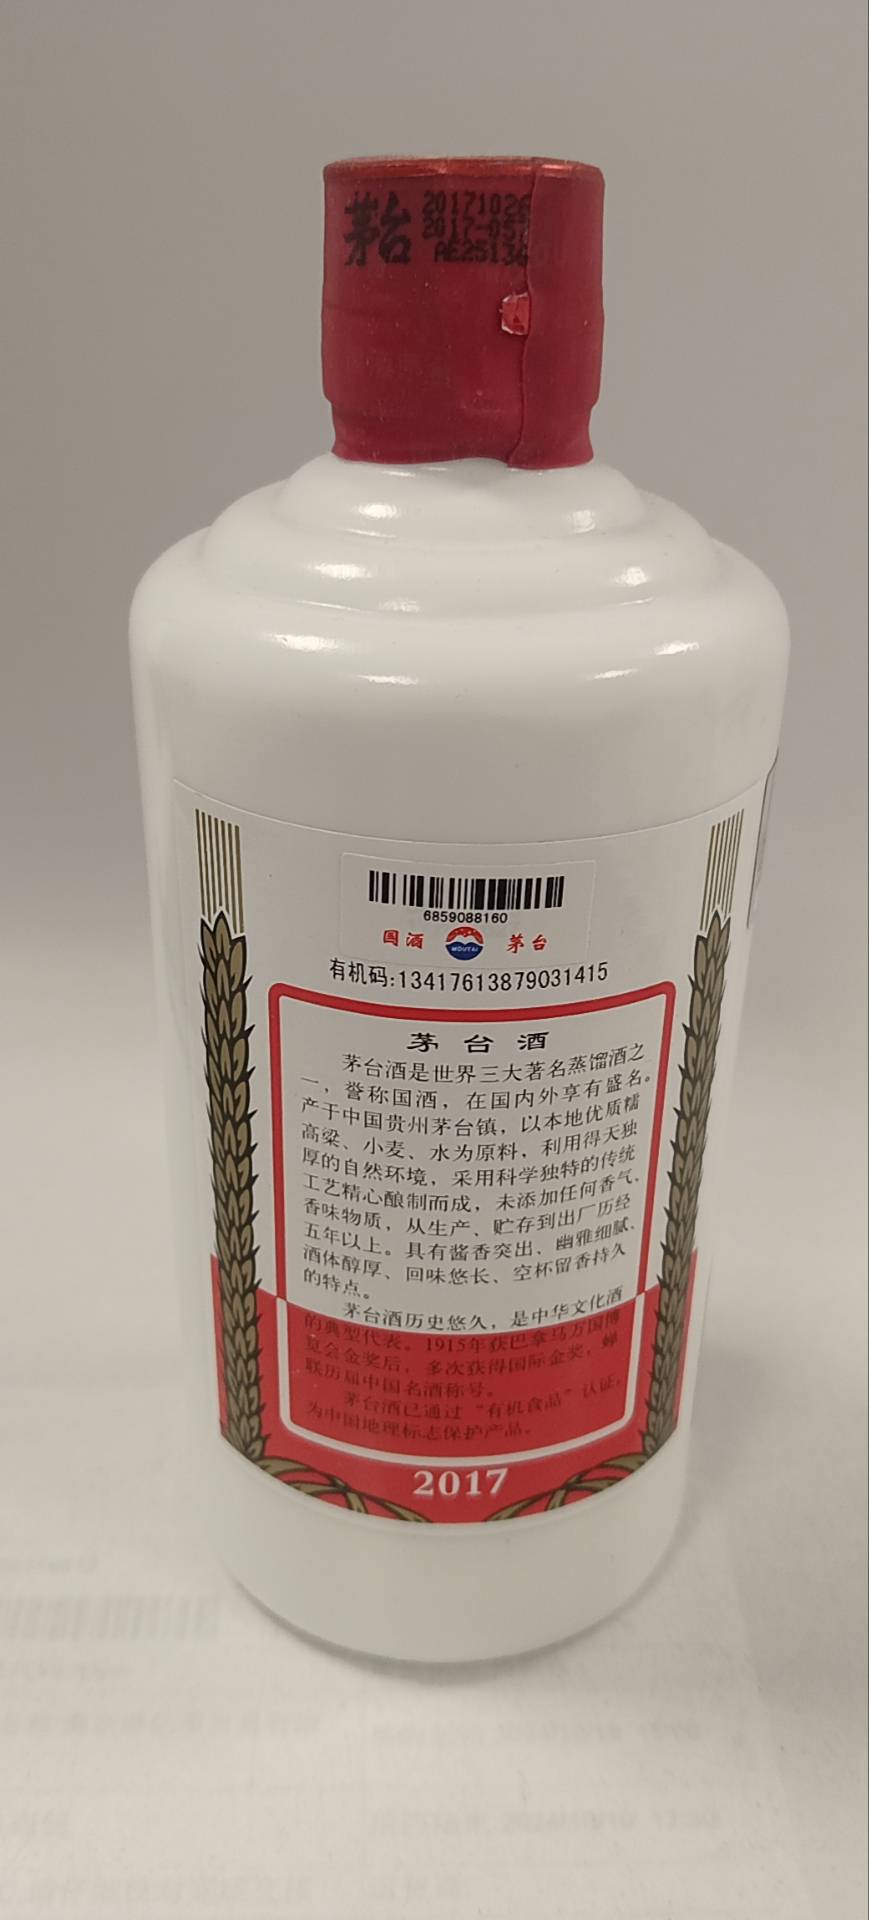 茅台
20171026
2017-057
AE251360
6859088160
国酒 MOUTAI 茅台
有机码:13417613879031415
茅台酒
茅台酒是世界三大著名蒸馏酒之
一，誉称国酒，在国内外享有盛名。
产于中国贵州茅台镇，以本地优质糯
高粱、小麦、水为原料，利用得天独
厚的自然环境，采用科学独特的传统
工艺精心酿制而成，未添加任何香气、
香味物质，从生产、贮存到出厂历经
五年以上。具有酱香突出、幽雅细腻、
酒体醇厚、回味悠长、空杯留香持久
的特点。
茅台酒历史悠久，是中华文化酒
的典型代表。1915年获巴拿马万国博
览会金奖后，多次获得国际金奖，蝉
联历届中国名酒称号。
茅台酒已通过“有机食品”认证，
为中国地理标志保护产品。
2017